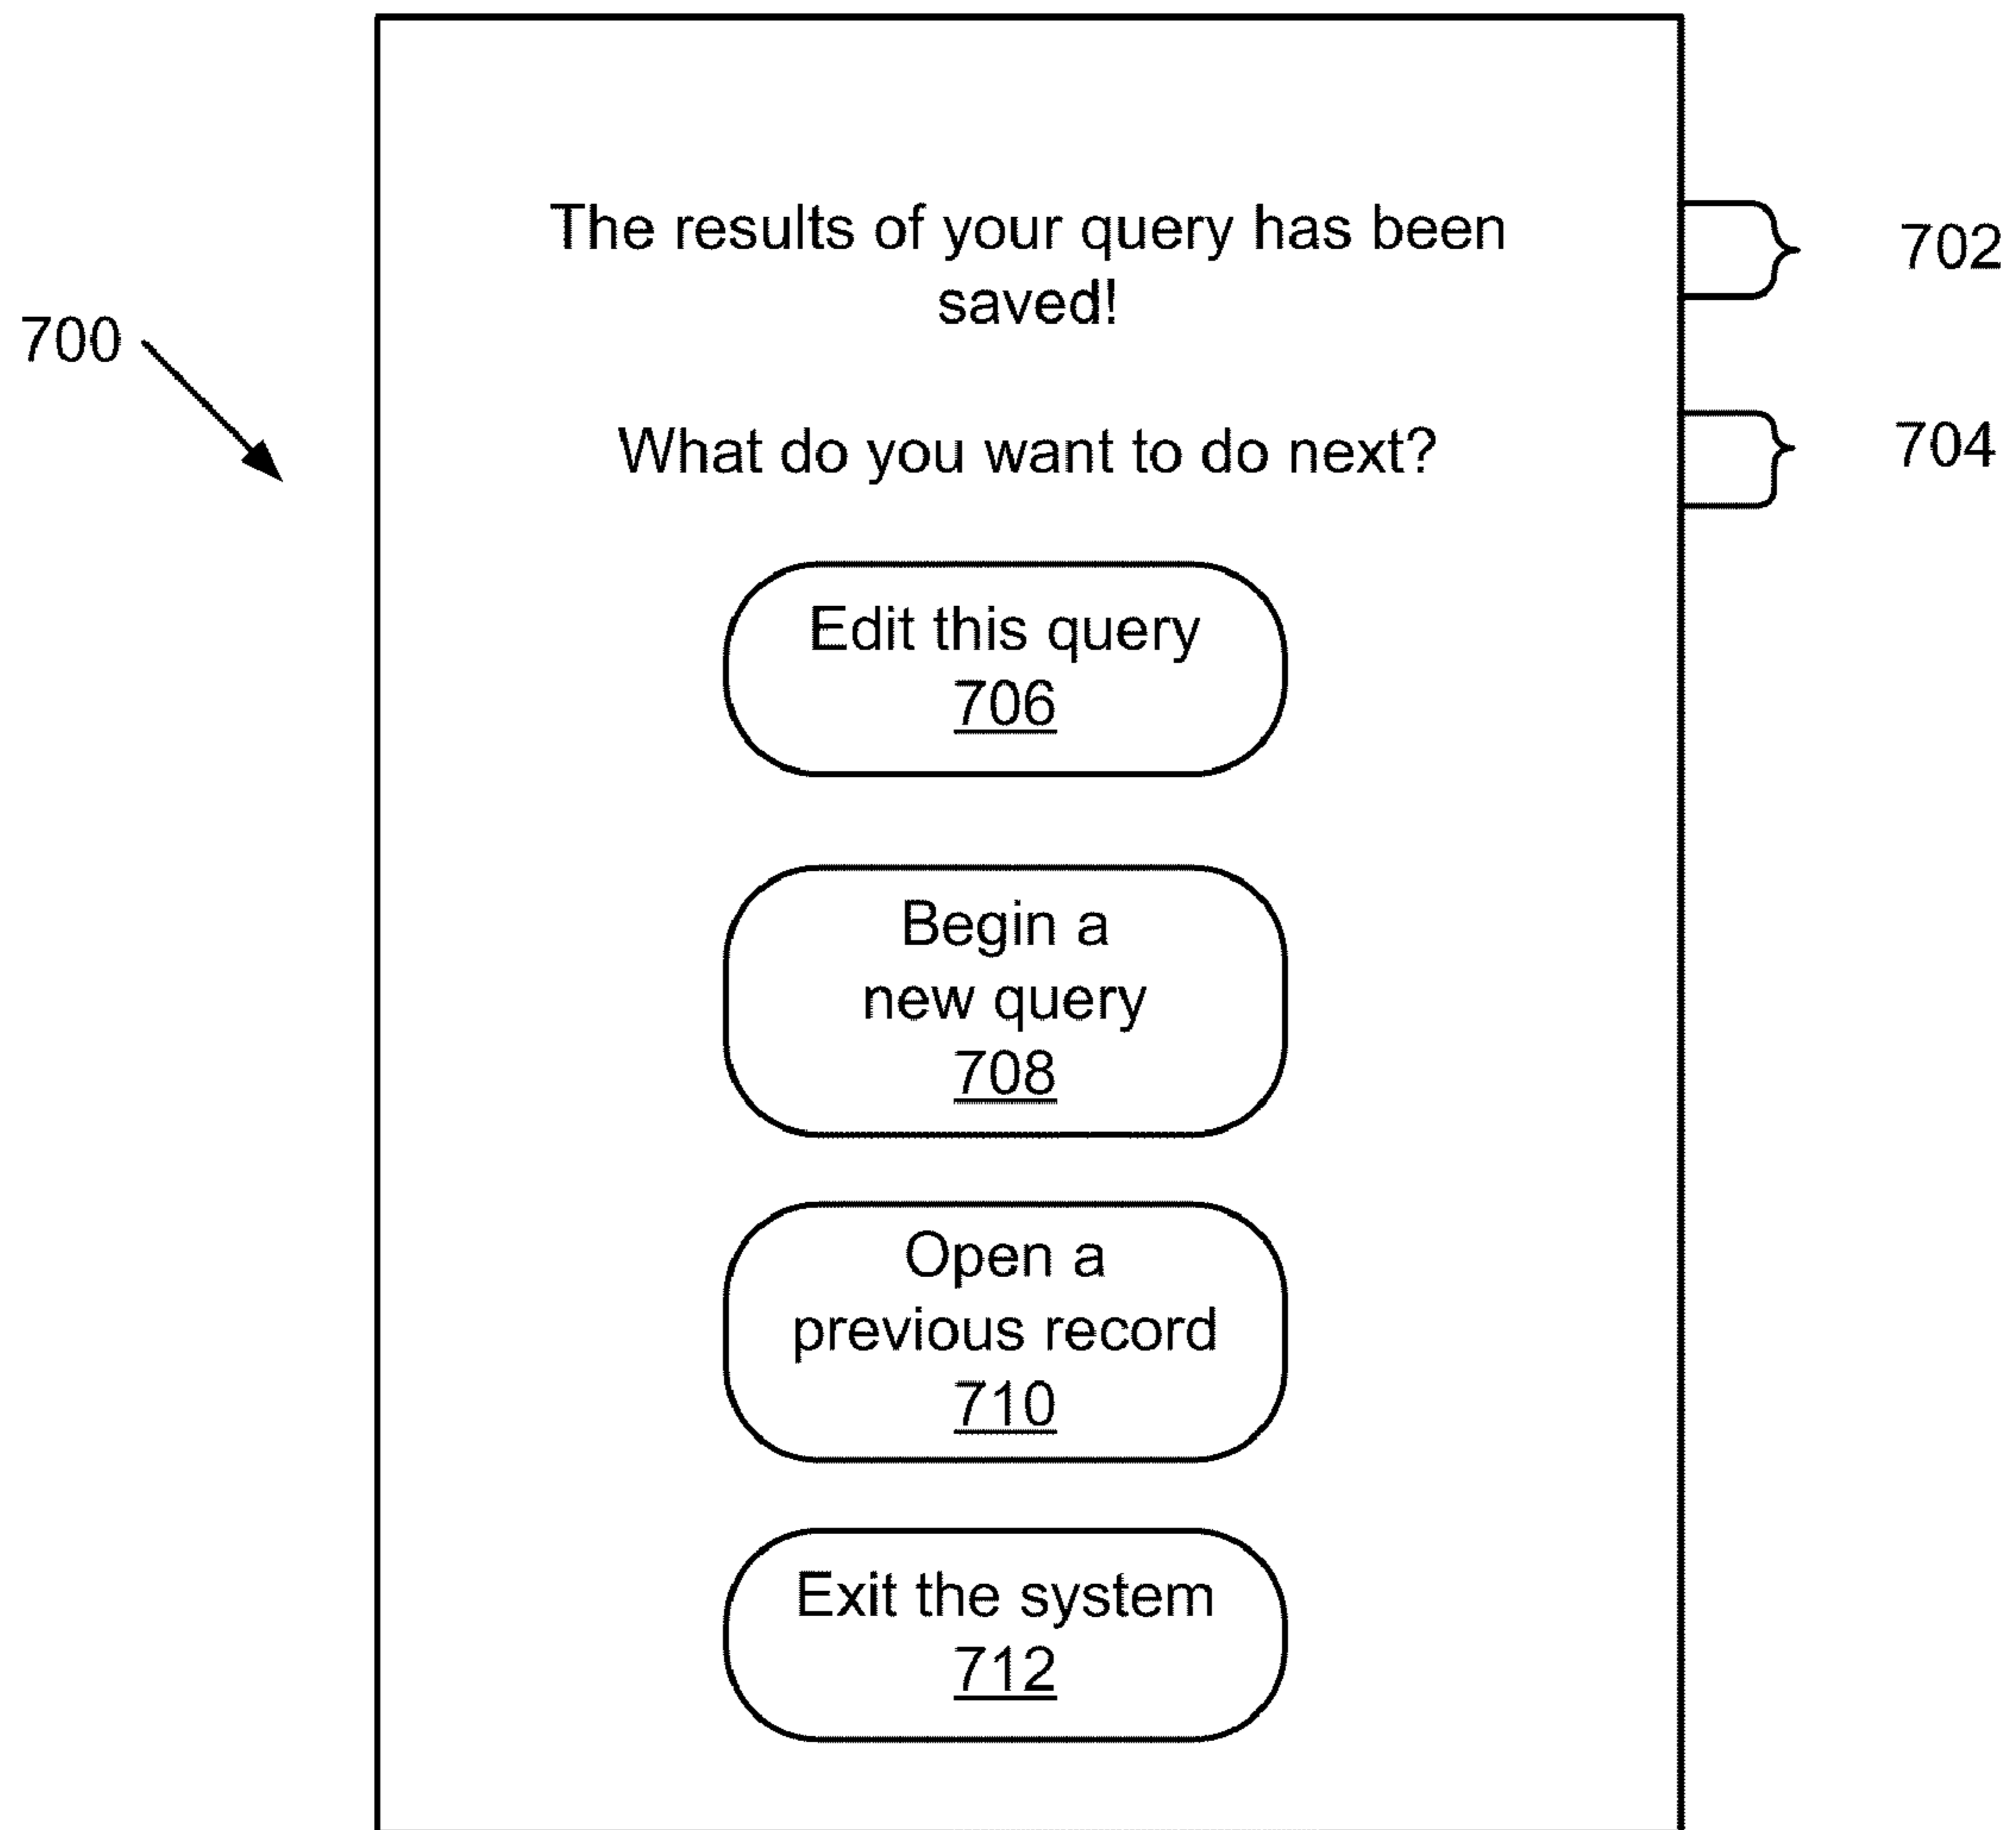 The results of your query has been
saved!
702
700
What do you want to do next?
704
Edit this query
706
Begin a
new query
708
Open a
previous record
710
Exit the system
712